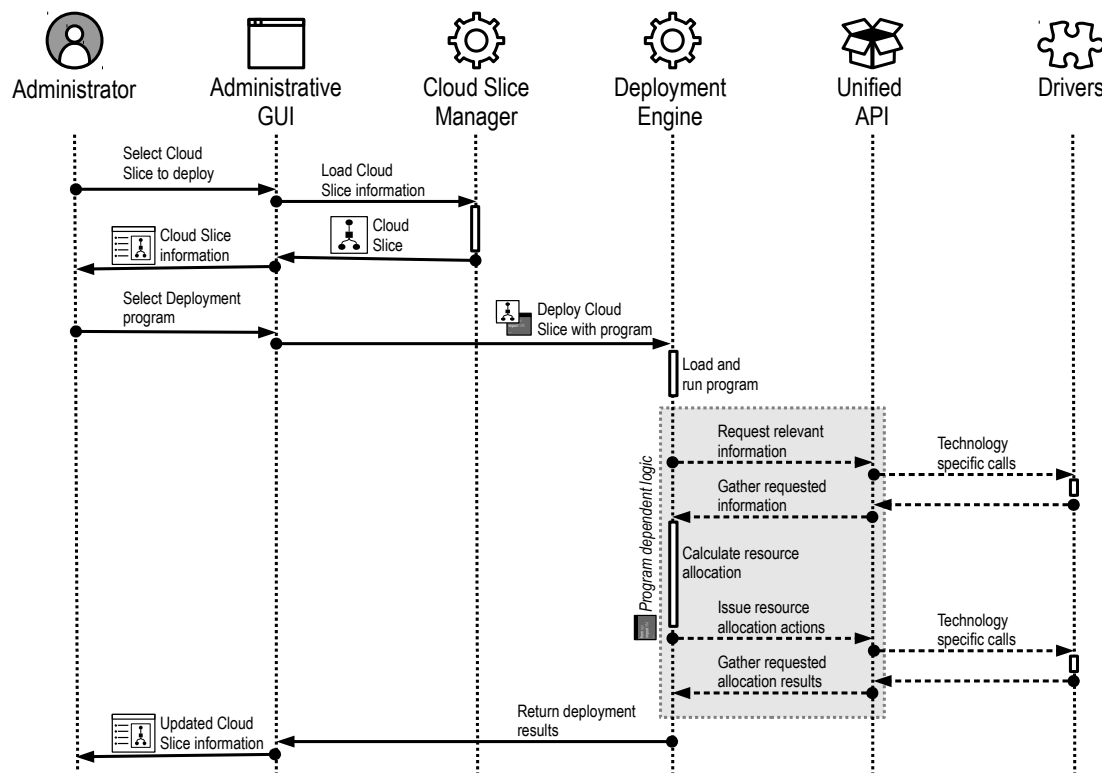 Administrator
Administrative
GUI
Cloud Slice
Manager
Deployment
Engine
Unified
API
Drivers
Select Cloud
Slice to deploy
Load Cloud
Slice information
Cloud
Slice
Cloud Slice
information
Select Deployment
program
Deploy Cloud
Slice with program
Load and
run program
Request relevant
information
Technology
specific calls
Gather requested
information
Program dependent logic
Calculate resource
allocation
Issue resource
allocation actions
Technology
specific calls
Gather requested
allocation results
Return deployment
results
Updated Cloud
Slice information